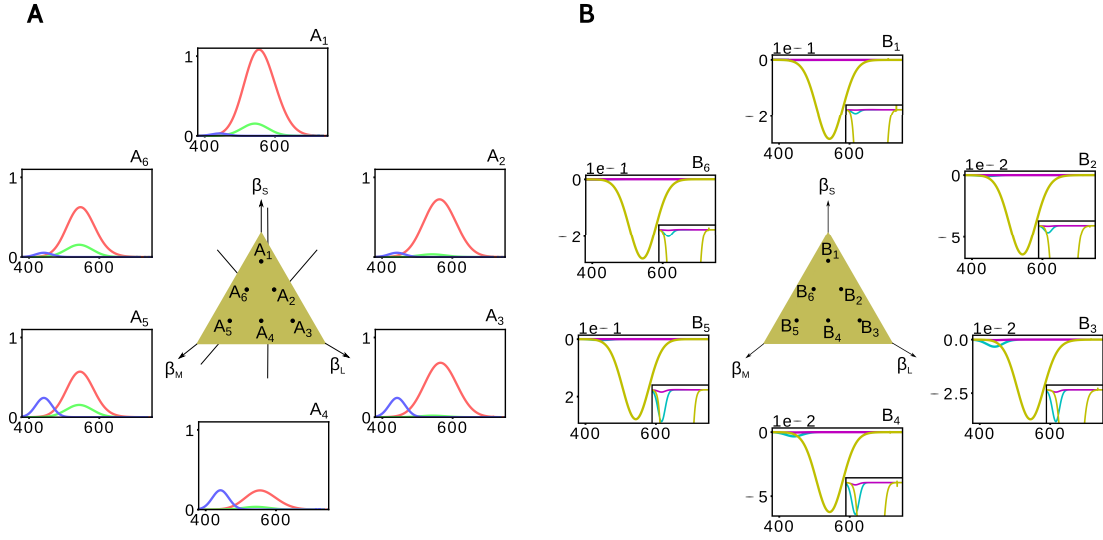 A
B
A₁
1
0
400 600
1e− 1 B₁
0
− 2
400 600
A₆
1
0
400 600
A₂
1
0
400 600
1e− 1 B₆
0
− 2
400 600
1e− 2 B₂
0
− 5
400 600
βS
A₁
A₆ A₂
A₅ A₄ A₃
βM βL
βS
B₁
B₆ B₂
B₅ B₄ B₃
βM βL
A₅
1
0
400 600
A₃
1
0
400 600
1e− 1 B₅
0
2
400 600
1e− 2 B₃
0.0
− 2.5
400 600
A₄
1
0
400 600
1e− 2 B₄
0
− 5
400 600